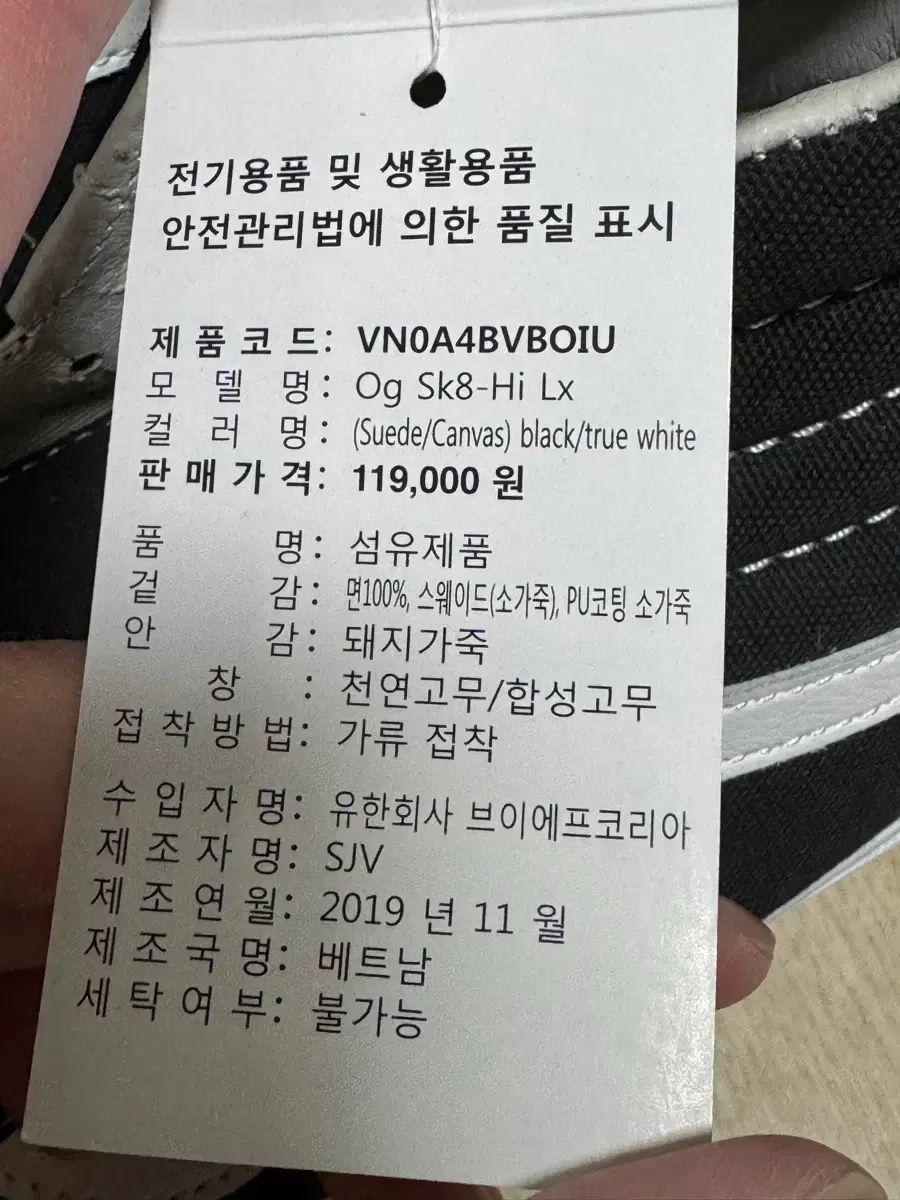 전기용품 및 생활용품
안전관리법에 의한 품질 표시
제품코드: VN0A4BVBOIU
모델명: Og Sk8-Hi Lx
컬러명: (Suede/Canvas) black/true white
판매가격: 119,000 원
품명: 섬유제품
겉감: 면100%, 스웨이드(소가죽), PU코팅 소가죽
안감: 돼지가죽
창: 천연고무/합성고무
접착방법: 가류 접착
수입자명: 유한회사 브이에프코리아
제조자명: SJV
제조연월: 2019 년 11 월
제조국명: 베트남
세탁여부: 불가능